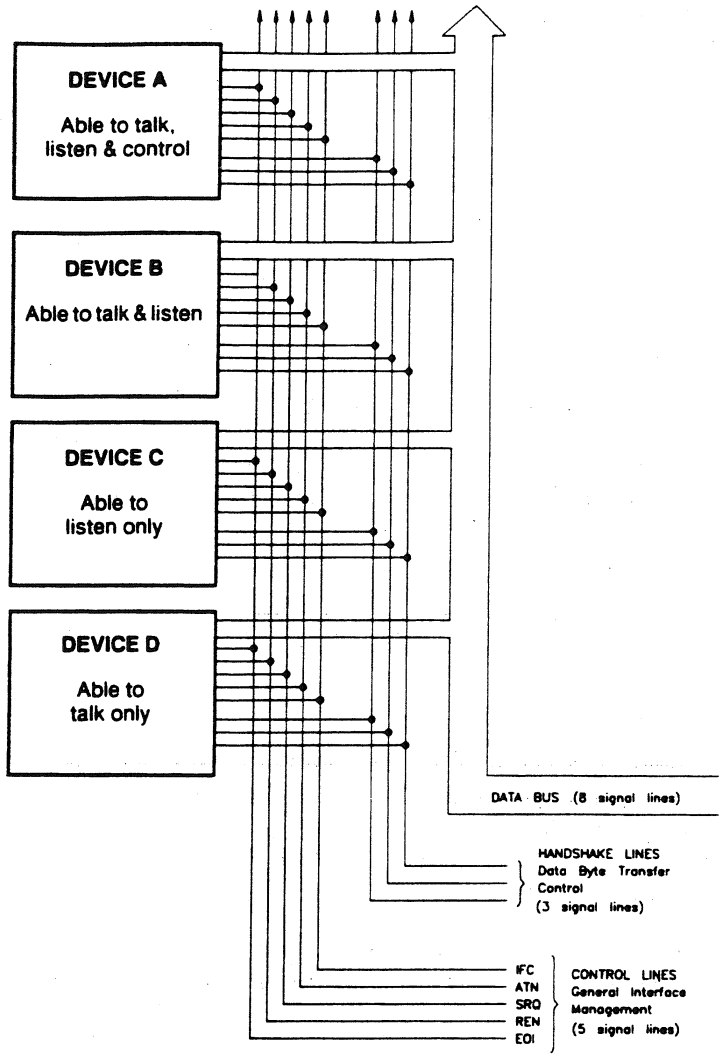 DEVICE A
Able to talk,
listen & control
DEVICE B
Able to talk & listen
DEVICE C
Able to
listen only
DEVICE D
Able to
talk only
DATA BUS (8 signal lines)
HANDSHAKE LINES
Data Byte Transfer
Control
(3 signal lines)
IFC
ATN
SRQ
REN
EOI
CONTROL LINES
General Interface
Management
(5 signal lines)